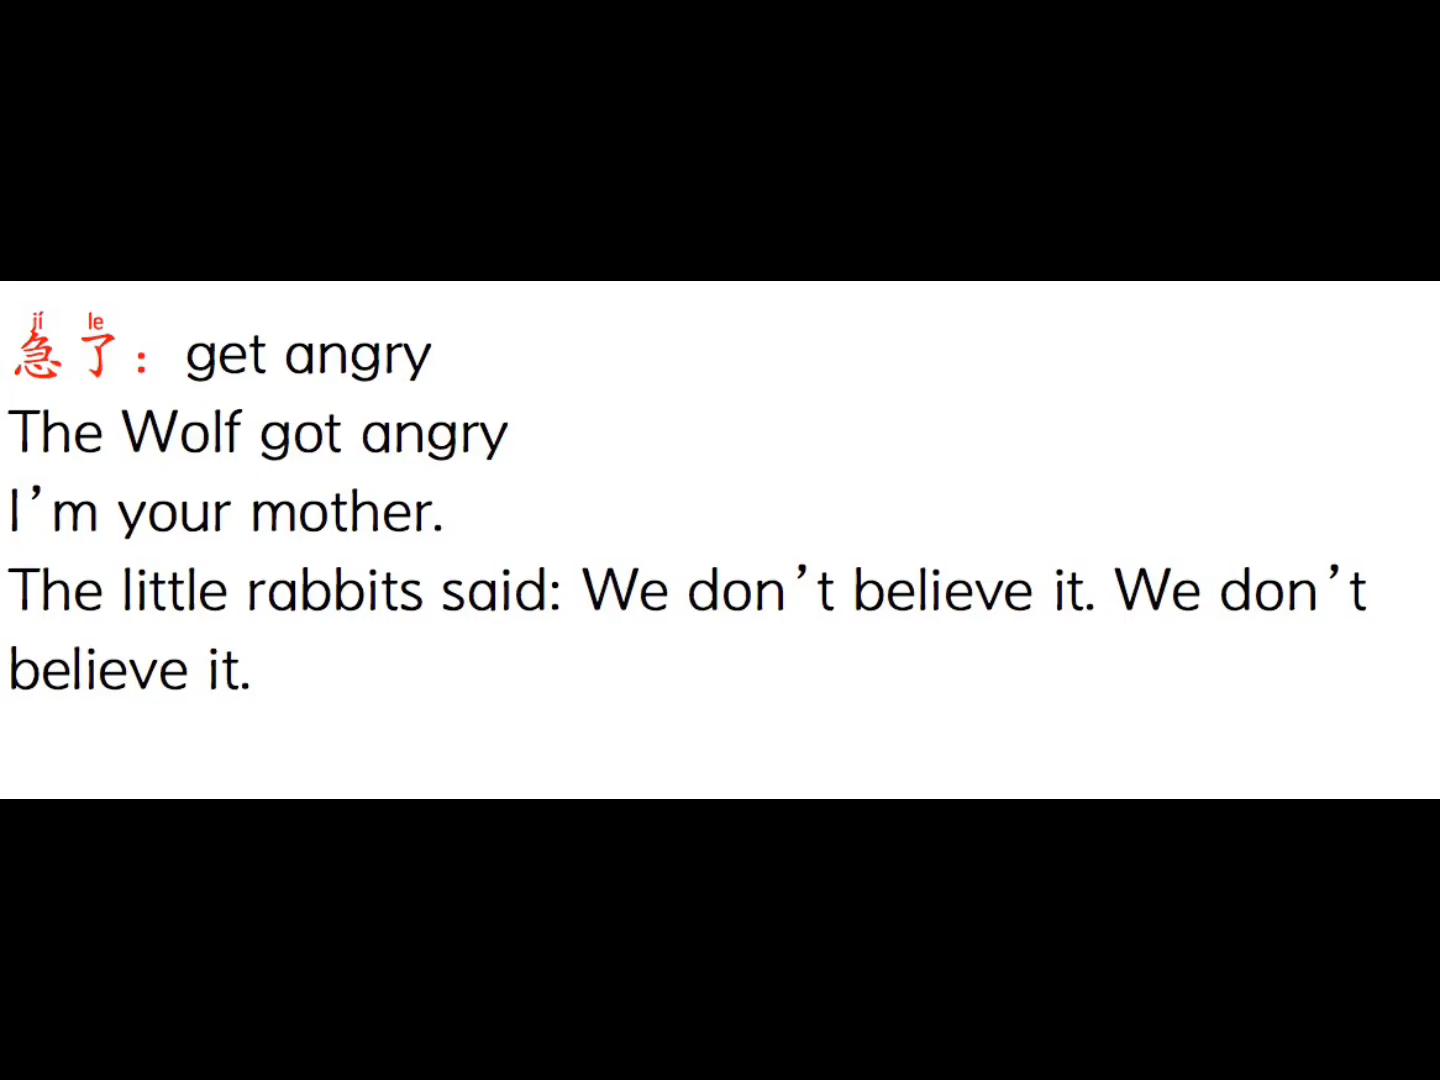 jí le
急了：get angry
The Wolf got angry
I’m your mother.
The little rabbits said: We don’t believe it. We don’t
believe it.